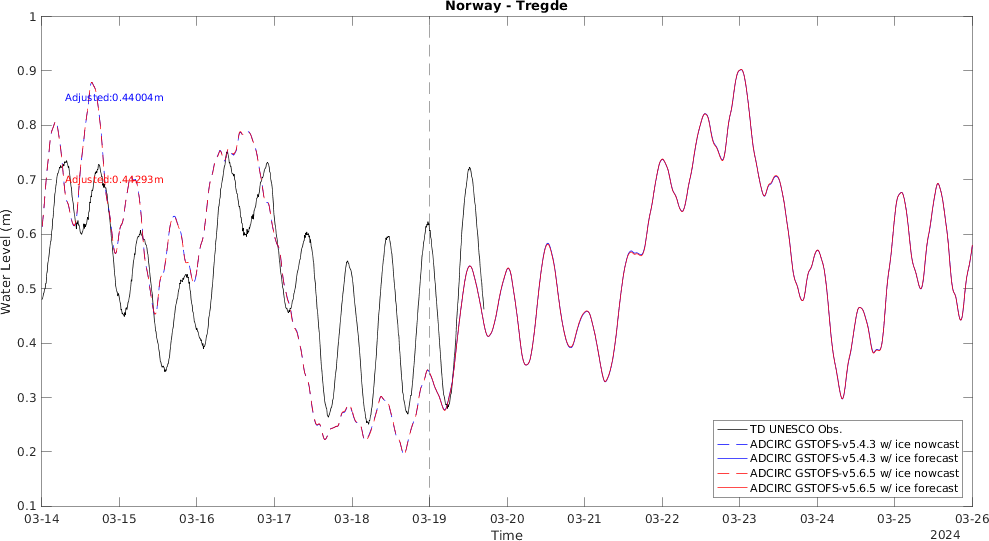 Norway - Tregde
1
0.9
0.8
0.7
0.6
0.5
0.4
0.3
0.2
0.1
Water Level (m)
Adjusted:0.44004m
Adjusted:0.44293m
TD UNESCO Obs.
ADCIRC GSTOFS-v5.4.3 w/ ice nowcast
ADCIRC GSTOFS-v5.4.3 w/ ice forecast
ADCIRC GSTOFS-v5.6.5 w/ ice nowcast
ADCIRC GSTOFS-v5.6.5 w/ ice forecast
03-14 03-15 03-16 03-17 03-18 03-19 03-20 03-21 03-22 03-23 03-24 03-25 03-26
Time
2024